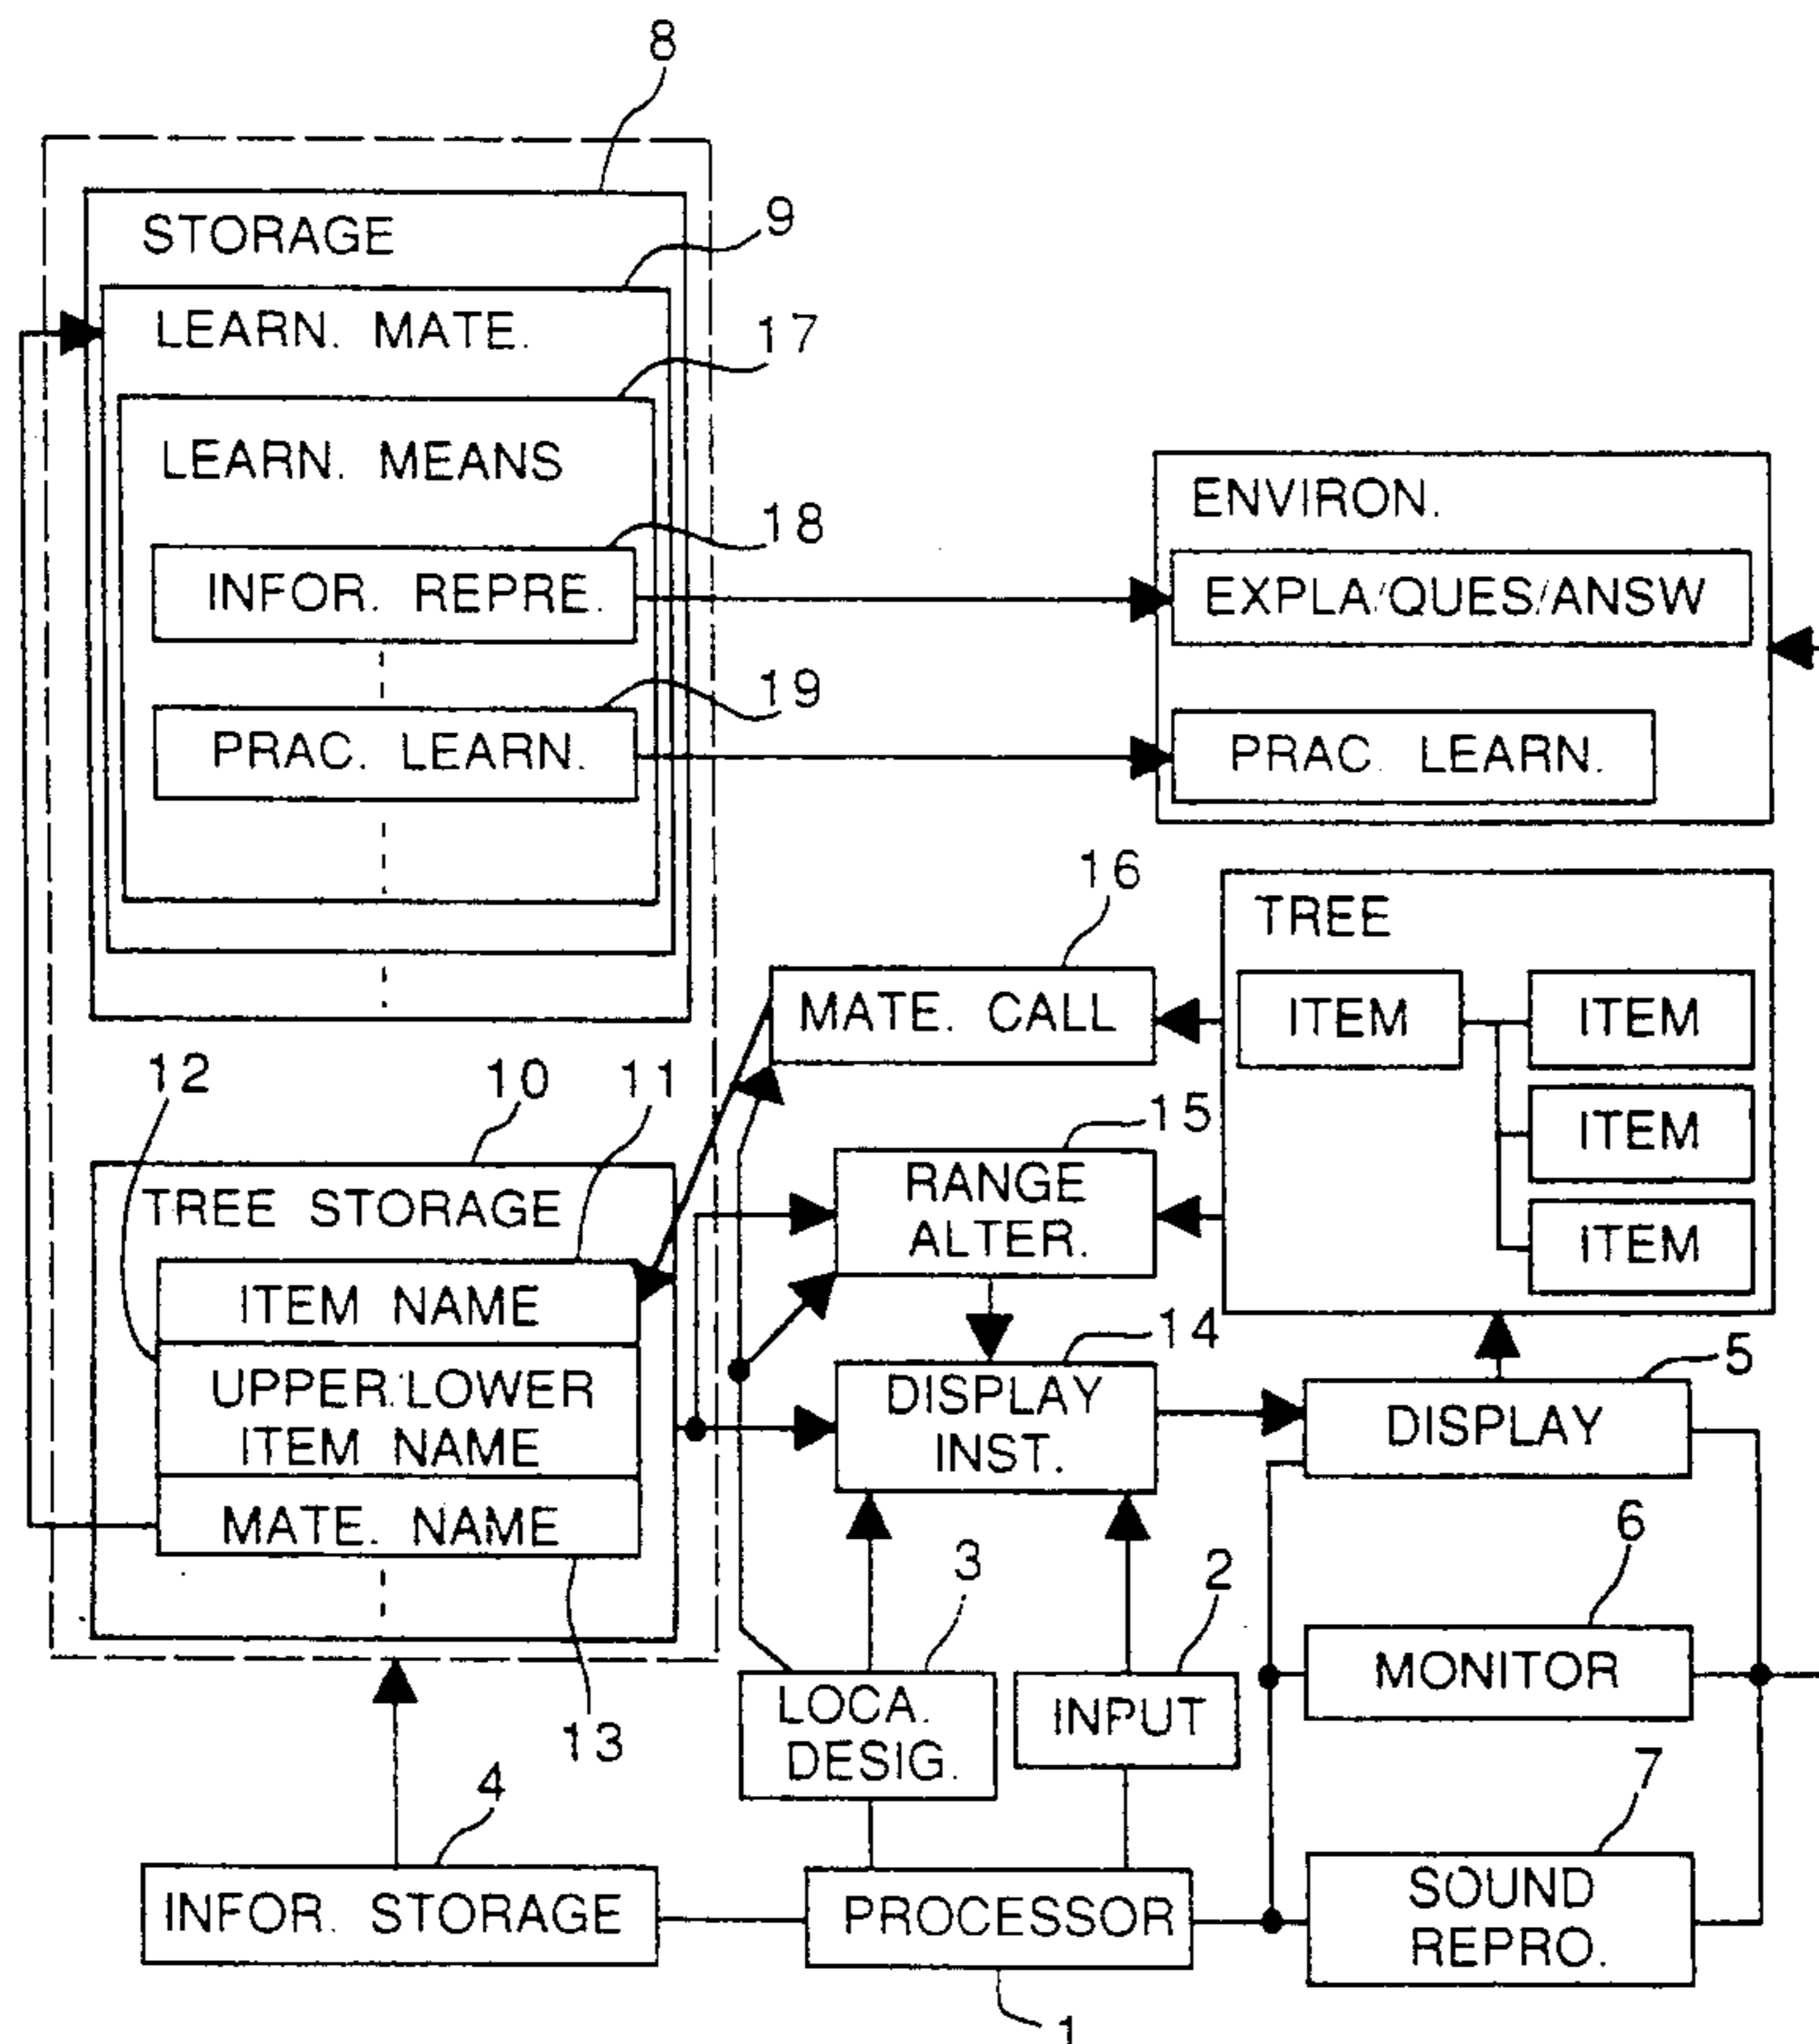 8
STORAGE
9
LEARN. MATE.
17
LEARN. MEANS
18
INFOR. REPRE.
19
PRAC. LEARN.
ENVIRON.
EXPLA/QUES/ANSW
PRAC. LEARN.
16
MATE. CALL
TREE
ITEM
ITEM
ITEM
ITEM
12
10
11
TREE STORAGE
ITEM NAME
UPPER/LOWER
ITEM NAME
MATE. NAME
13
15
RANGE
ALTER.
14
DISPLAY
INST.
5
DISPLAY
3
LOCA.
DESIG.
2
INPUT
6
MONITOR
7
SOUND
REPRO.
4
INFOR. STORAGE
PROCESSOR
1